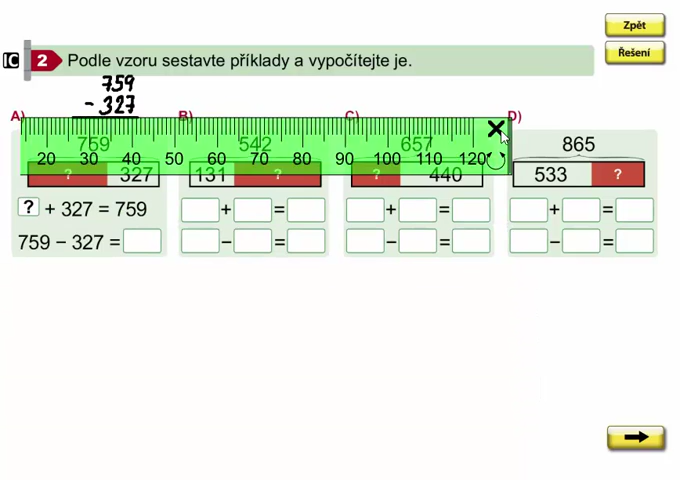 Zpět
2 Podle vzoru sestavte příklady a vypočítejte je.
Řešení
759
- 327
A) B) C) D)
759 542 657 865
20 30 40 50 60 70 80 90 100 110 120
? 327 131 ? ? 440 533 ?
? + 327 = 759 + = + = + =
759 − 327 = − = − = − =